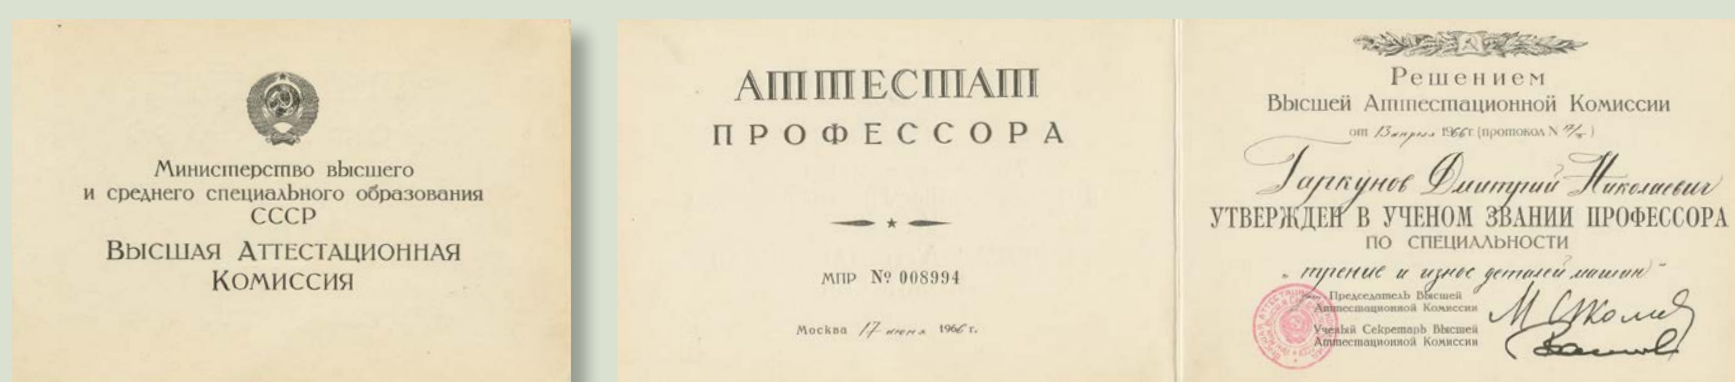 Министерство высшего
и среднего специального образования
СССР
Высшая Аттестационная
Комиссия
Аттестат
ПРОФЕССОРА
МПР № 008994
Москва 17 июня 1966 г.
Решением
Высшей Аттестационной Комиссии
от 13 апреля 1966 г. (протокол N )
Гаркунов Дмитрий Николаевич
УТВЕРЖДЕН В УЧЕНОМ ЗВАНИИ ПРОФЕССОРА
ПО СПЕЦИАЛЬНОСТИ
„трение и износ деталей машин"
Председатель Высшей
Аттестационной Комиссии
Ученый Секретарь Высшей
Аттестационной Комиссии